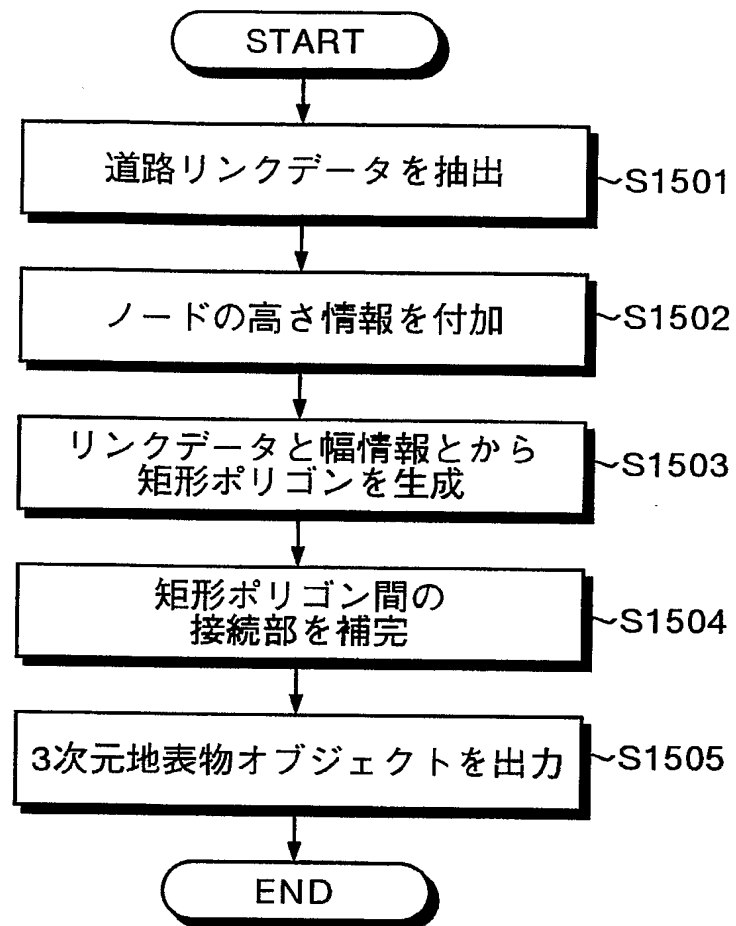 START
道路リンクデータを抽出
~S1501
ノードの高さ情報を付加
~S1502
リンクデータと幅情報とから
矩形ポリゴンを生成
~S1503
矩形ポリゴン間の
接続部を補完
~S1504
3次元地表物オブジェクトを出力
~S1505
END